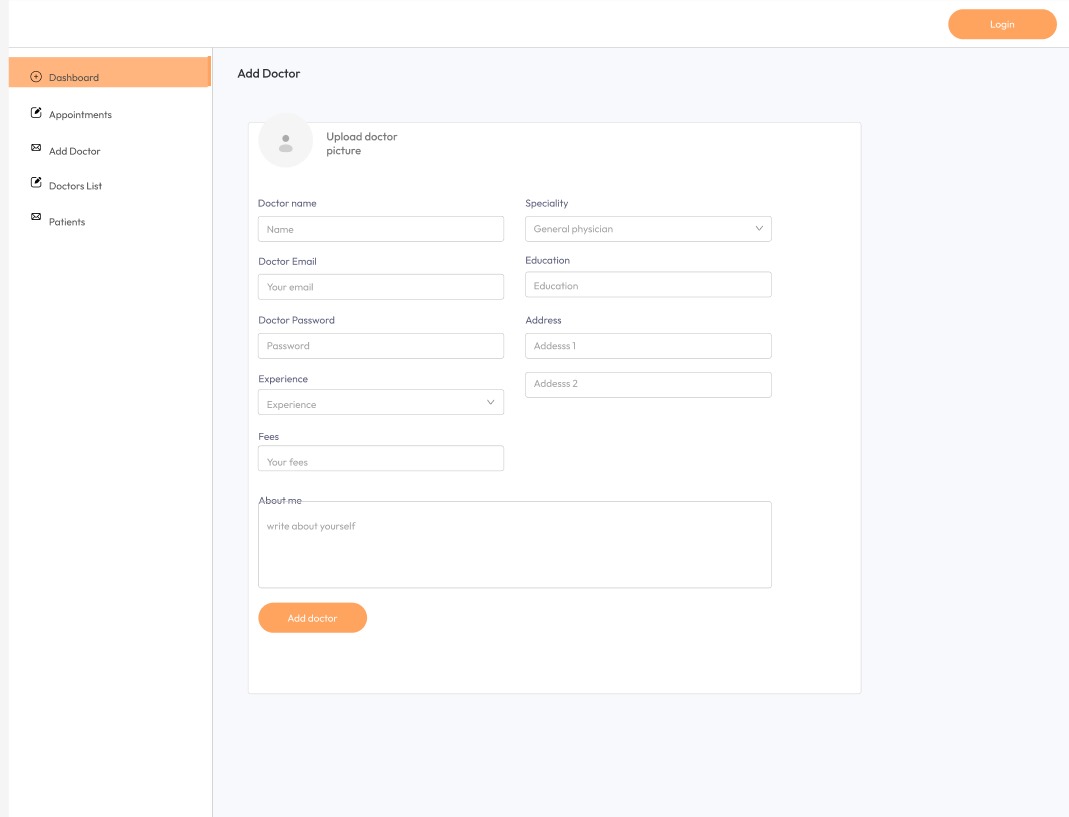 Login
Dashboard
Appointments
Add Doctor
Doctors List
Patients
Add Doctor
Upload doctor
picture
Doctor name
Name
Speciality
General physician
Doctor Email
Your email
Education
Education
Doctor Password
Password
Address
Addesss 1
Addesss 2
Experience
Experience
Fees
Your fees
About me
write about yourself
Add doctor